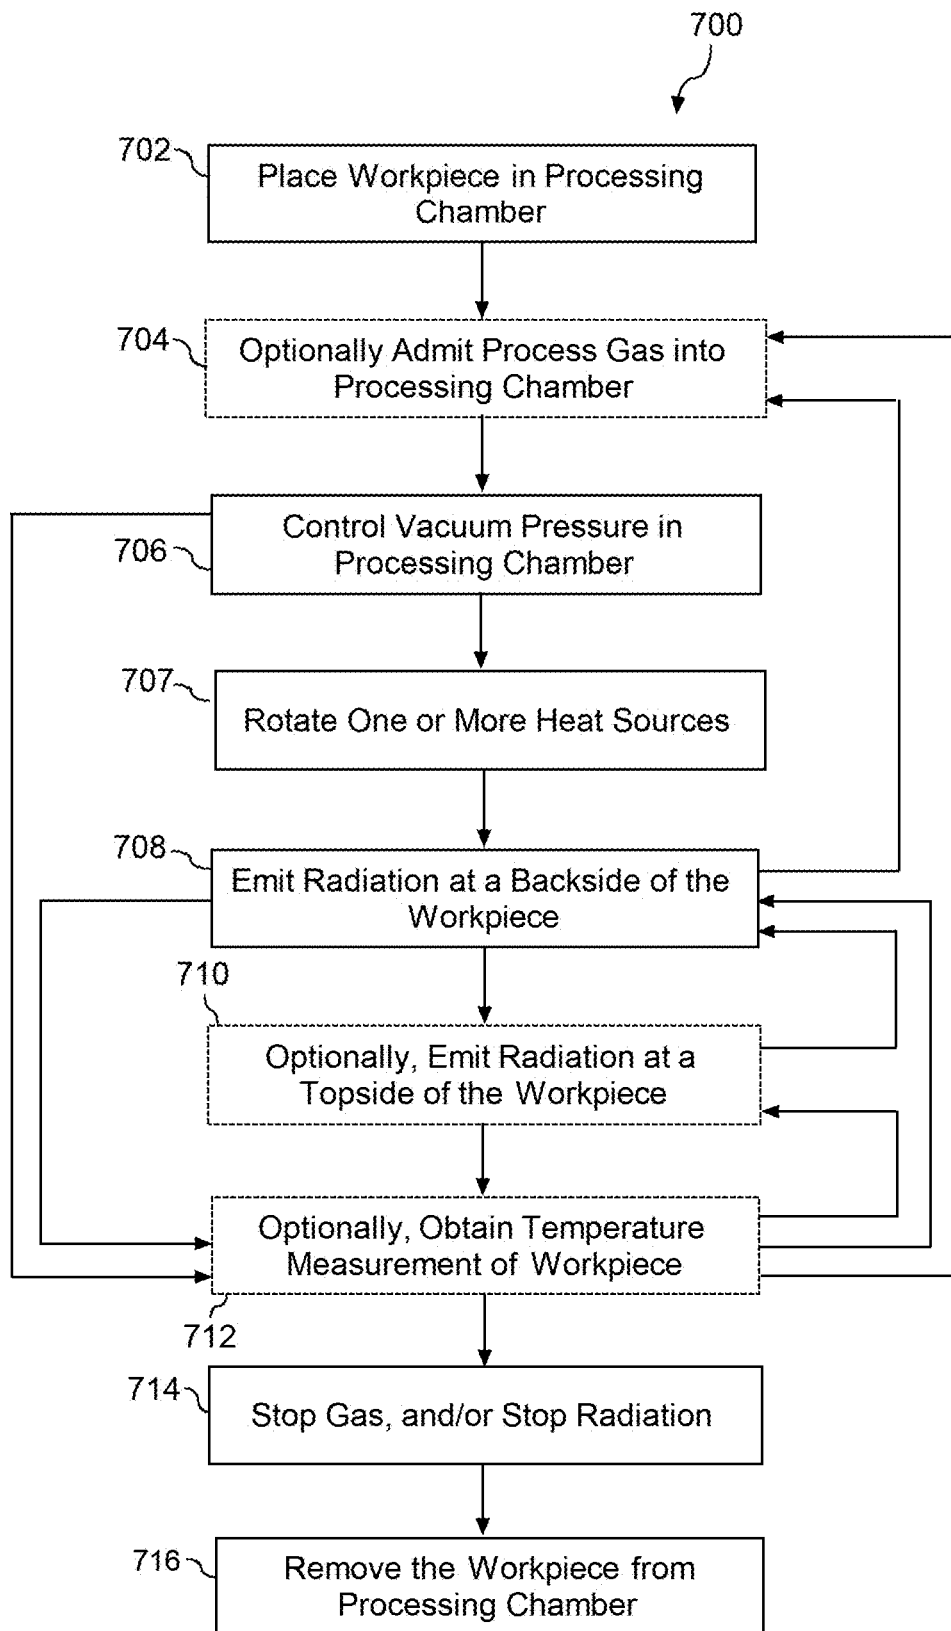 700
702
Place Workpiece in Processing
Chamber
704
Optionally Admit Process Gas into
Processing Chamber
706
Control Vacuum Pressure in
Processing Chamber
707
Rotate One or More Heat Sources
708
Emit Radiation at a Backside of the
Workpiece
710
Optionally, Emit Radiation at a
Topside of the Workpiece
Optionally, Obtain Temperature
Measurement of Workpiece
712
714
Stop Gas, and/or Stop Radiation
716
Remove the Workpiece from
Processing Chamber